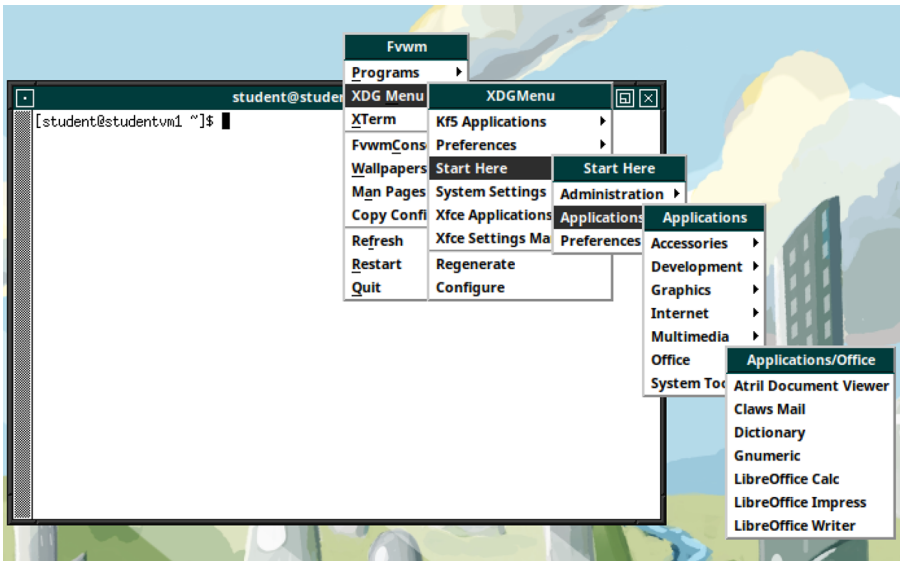 Fvwm
Programs
XDG Menu
XTerm
FvwmCons
Wallpapers
Man Pages
Copy Confi
Refresh
Restart
Quit
student@studen
[student@studentvm1 ~]$
XDGMenu
Kf5 Applications
Preferences
Start Here
System Settings
Xfce Applications
Xfce Settings Ma
Regenerate
Configure
Start Here
Administration
Applications
Preferences
Applications
Accessories
Development
Graphics
Internet
Multimedia
Office
System Too
Applications/Office
Atril Document Viewer
Claws Mail
Dictionary
Gnumeric
LibreOffice Calc
LibreOffice Impress
LibreOffice Writer